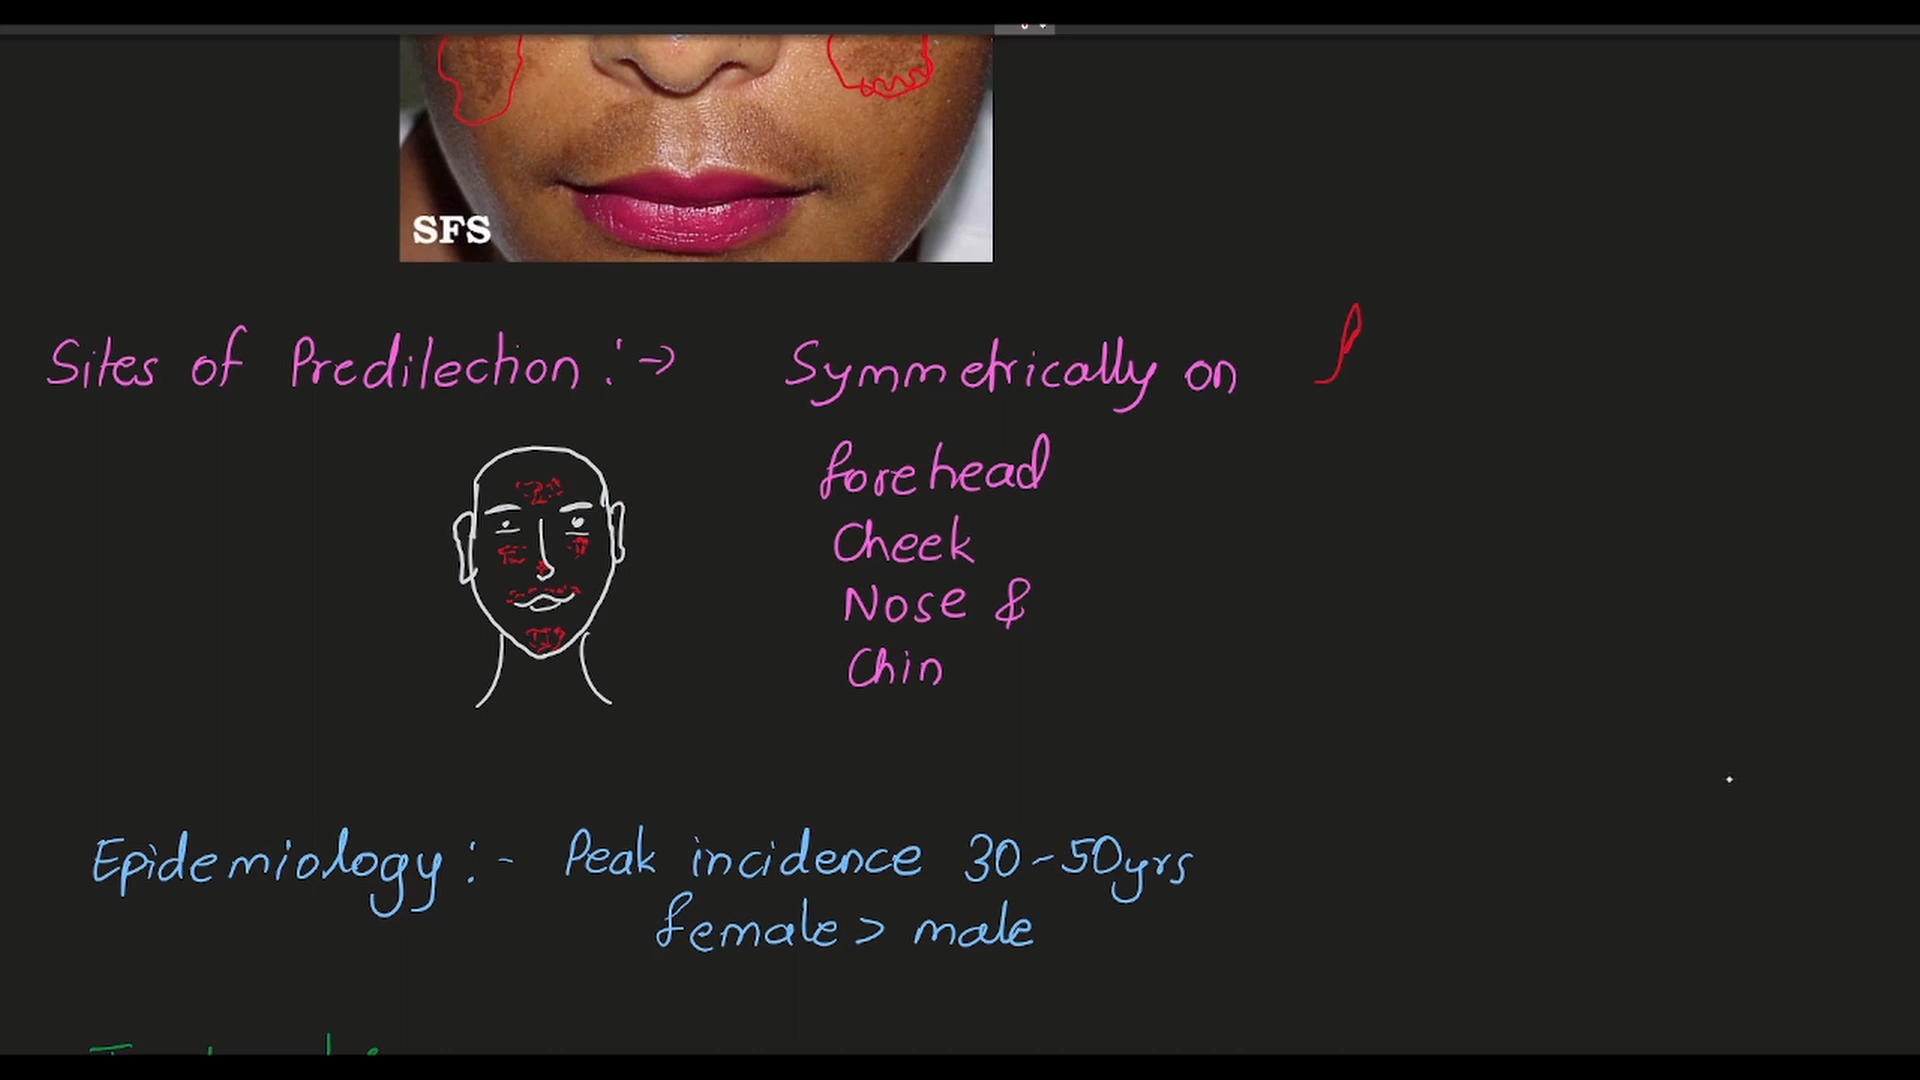 SFS
Sites of Predilection :→ Symmetrically on
forehead
Cheek
Nose &
Chin
Epidemiology :- Peak incidence 30-50yrs
female > male